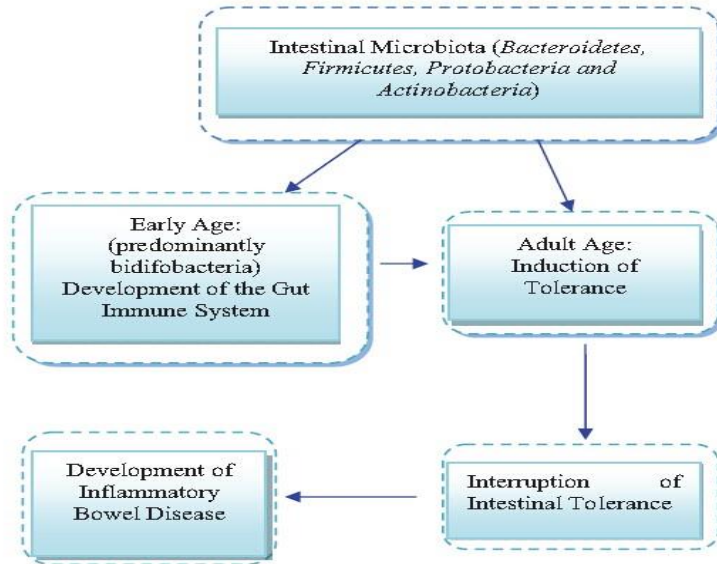 Intestinal Microbiota (Bacteroidetes,
Firmicutes, Protobacteria and
Actinobacteria)
Early Age:
(predominantly
bidifobacteria)
Development of the Gut
Immune System
Adult Age:
Induction of
Tolerance
Development of
Inflammatory
Bowel Disease
Interruption of
Intestinal Tolerance